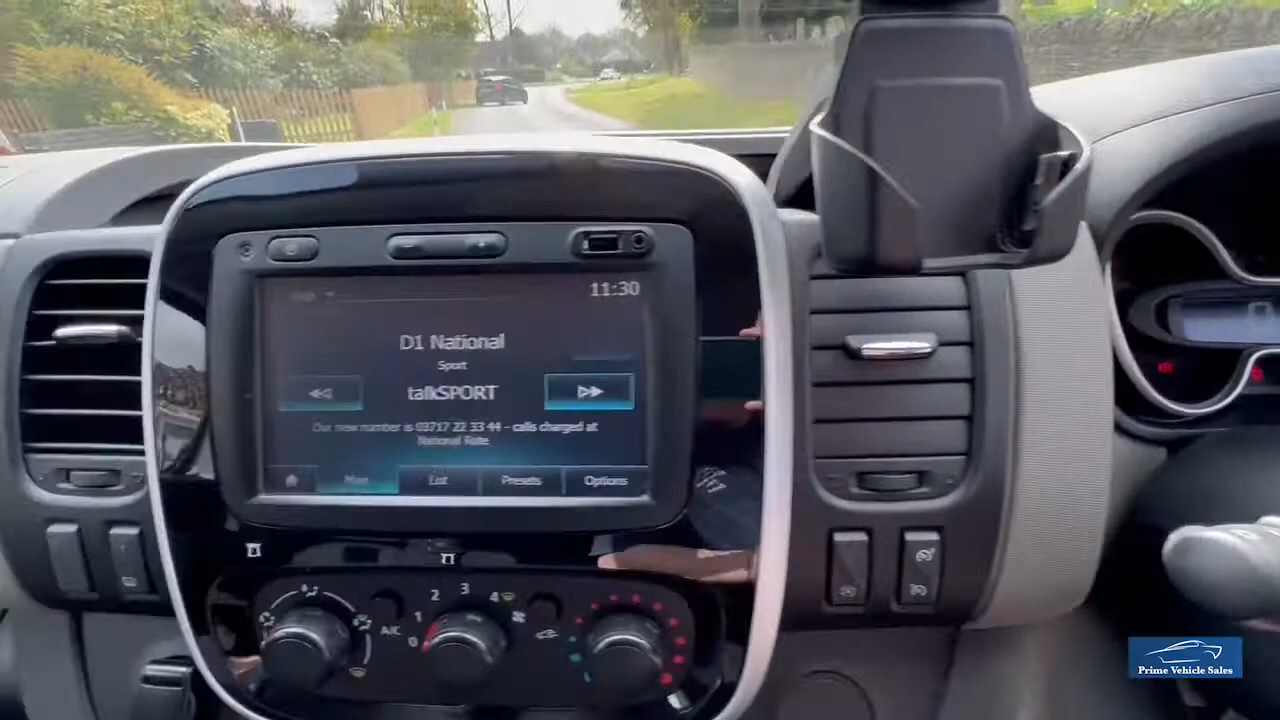 11:30
D1 National
Sport
talkSPORT
Our new number is 03717 22 33 44 - calls charged at
National Rate
Man
List
Presets
Options
0
1
2
3
4
A/C
Prime Vehicle Sales